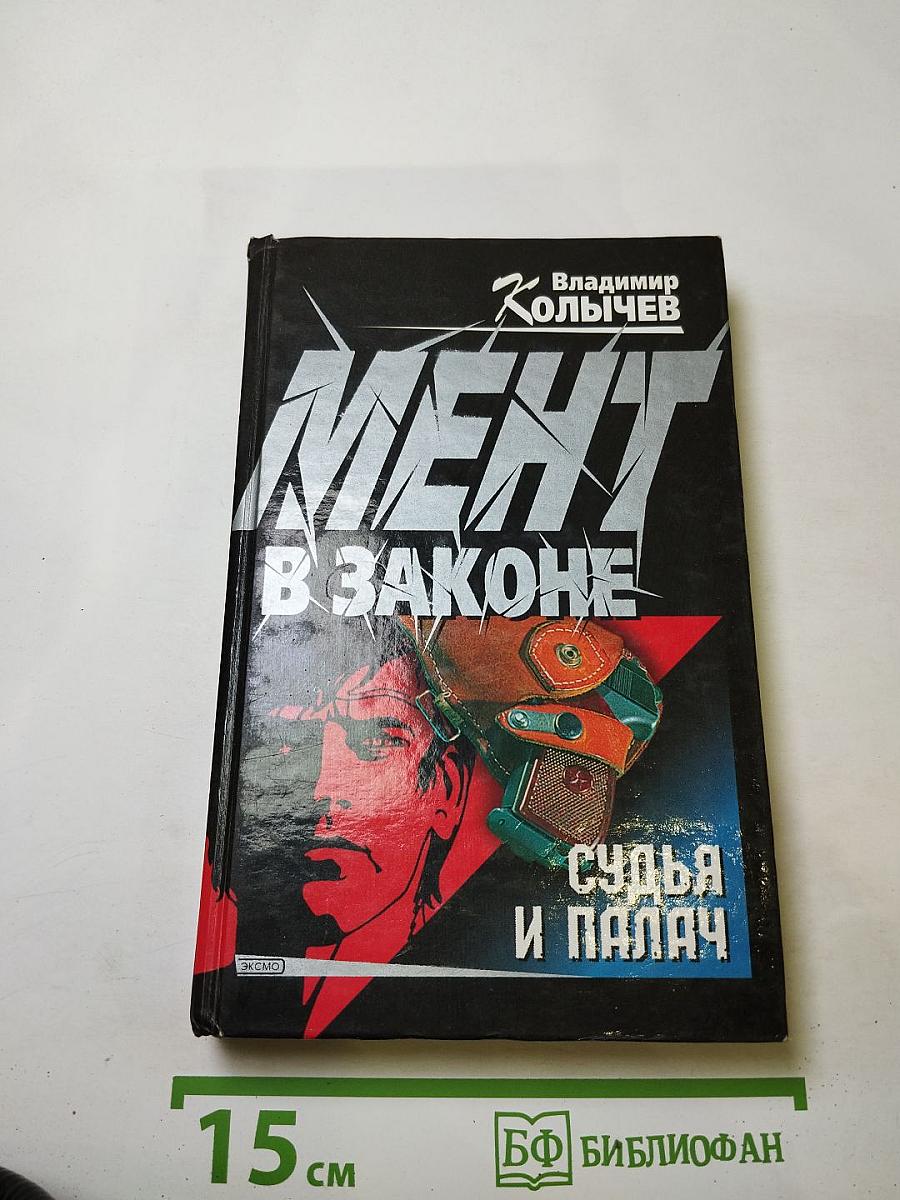 Владимир
КОЛЫЧЕВ
МЕНТ
В ЗАКОНЕ
СУДЬЯ
И ПАЛАЧ
ЭКСМО
15 см
БФ БИБЛИОФАН